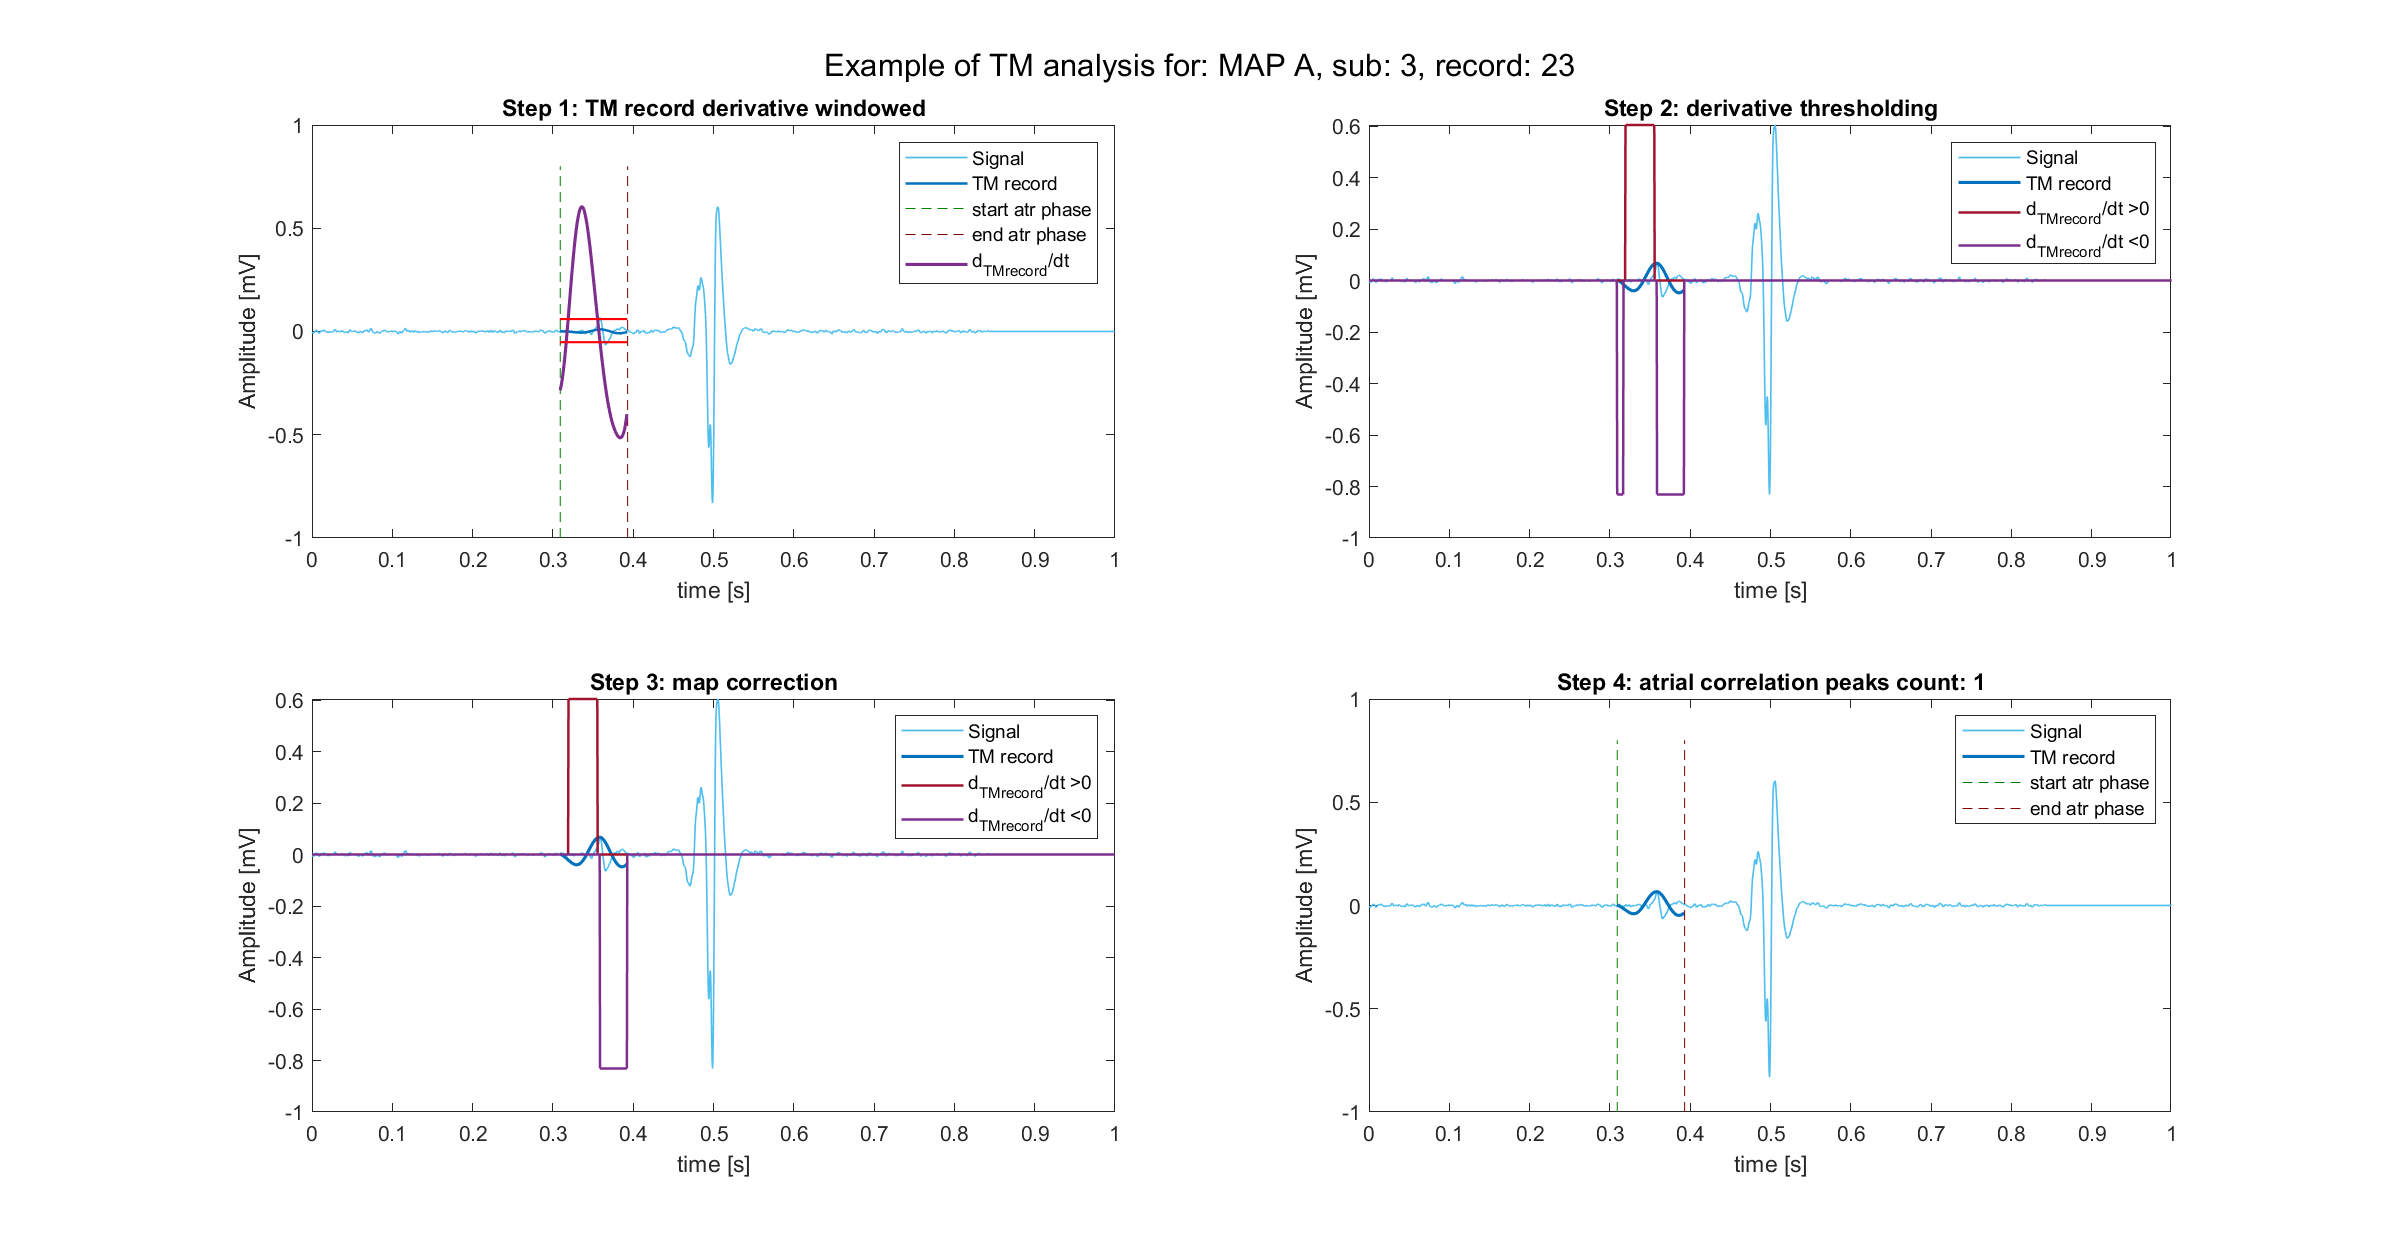 Example of TM analysis for: MAP A, sub: 3, record: 23
Step 1: TM record derivative windowed
1
0.5
0
-0.5
-1
Amplitude [mV]
0 0.1 0.2 0.3 0.4 0.5 0.6 0.7 0.8 0.9 1
time [s]
Signal
TM record
start atr phase
end atr phase
dTMrecord/dt
Step 2: derivative thresholding
0.6
0.4
0.2
0
-0.2
-0.4
-0.6
-0.8
-1
Amplitude [mV]
0 0.1 0.2 0.3 0.4 0.5 0.6 0.7 0.8 0.9 1
time [s]
Signal
TM record
dTMrecord/dt >0
dTMrecord/dt <0
Step 3: map correction
0.6
0.4
0.2
0
-0.2
-0.4
-0.6
-0.8
-1
Amplitude [mV]
0 0.1 0.2 0.3 0.4 0.5 0.6 0.7 0.8 0.9 1
time [s]
Signal
TM record
dTMrecord/dt >0
dTMrecord/dt <0
Step 4: atrial correlation peaks count: 1
1
0.5
0
-0.5
-1
Amplitude [mV]
0 0.1 0.2 0.3 0.4 0.5 0.6 0.7 0.8 0.9 1
time [s]
Signal
TM record
start atr phase
end atr phase